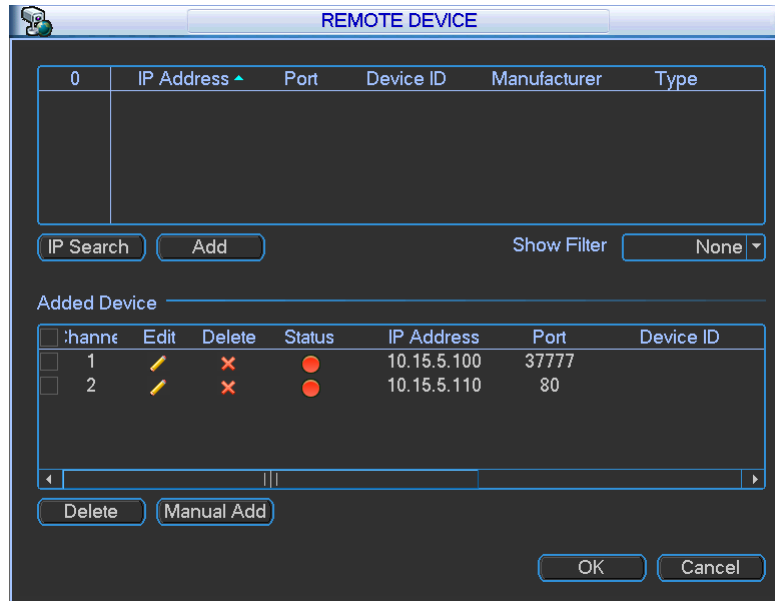 REMOTE DEVICE
0 IP Address Port Device ID Manufacturer Type
IP Search Add Show Filter None
Added Device
Channe Edit Delete Status IP Address Port Device ID
1 10.15.5.100 37777
2 10.15.5.110 80
Delete Manual Add
OK Cancel